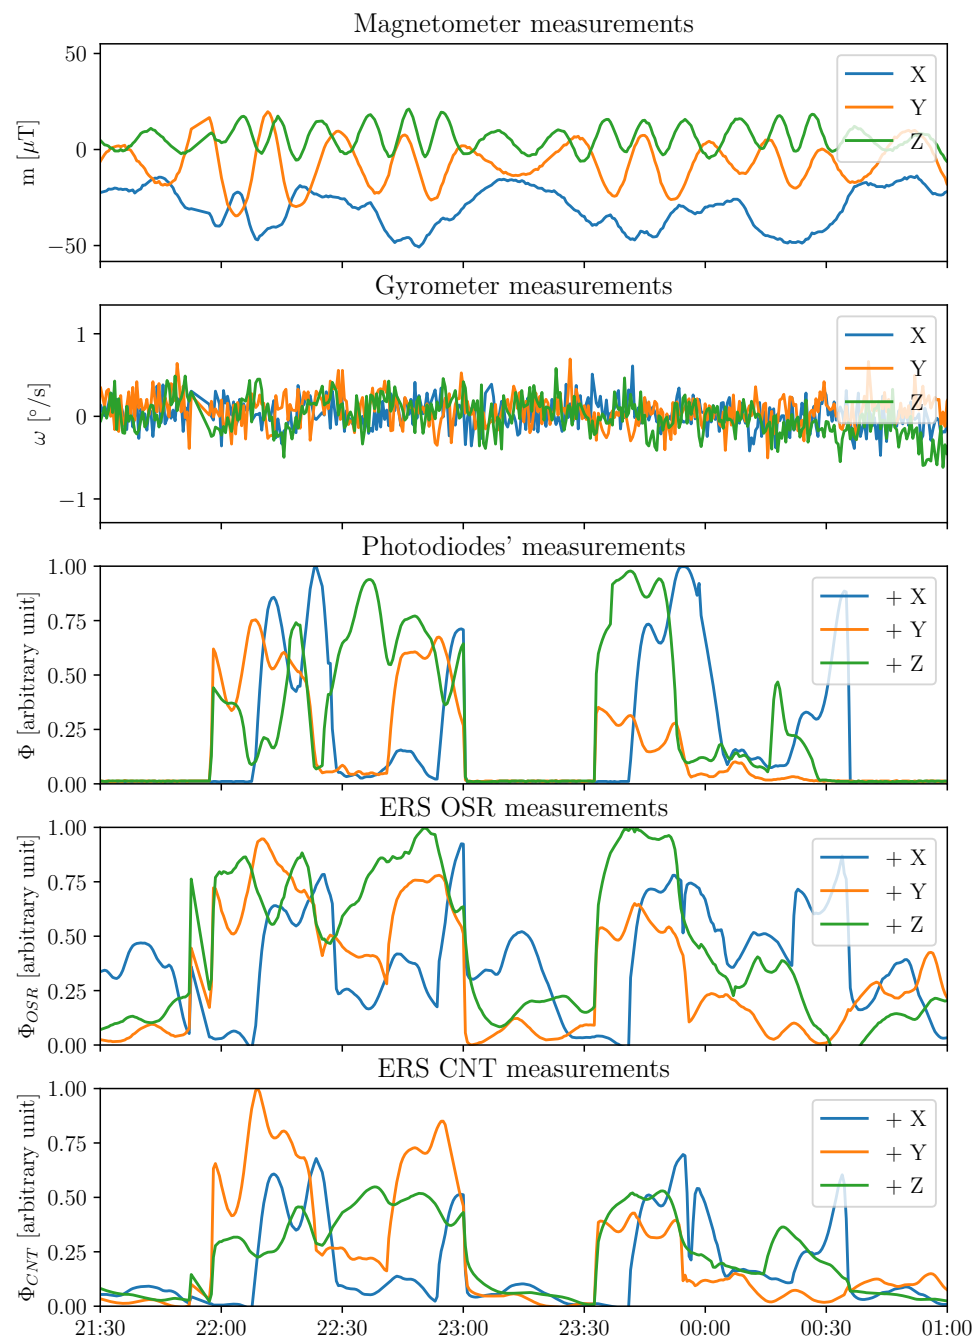 Magnetometer measurements
50
0
−50
m [μT]
X
Y
Z
Gyrometer measurements
1
0
−1
ω [°/s]
X
Y
Z
Photodiodes' measurements
1.00
0.75
0.50
0.25
0.00
Φ [arbitrary unit]
+ X
+ Y
+ Z
ERS OSR measurements
1.00
0.75
0.50
0.25
0.00
Φ_OSR [arbitrary unit]
+ X
+ Y
+ Z
ERS CNT measurements
1.00
0.75
0.50
0.25
0.00
Φ_CNT [arbitrary unit]
+ X
+ Y
+ Z
21:30 22:00 22:30 23:00 23:30 00:00 00:30 01:00